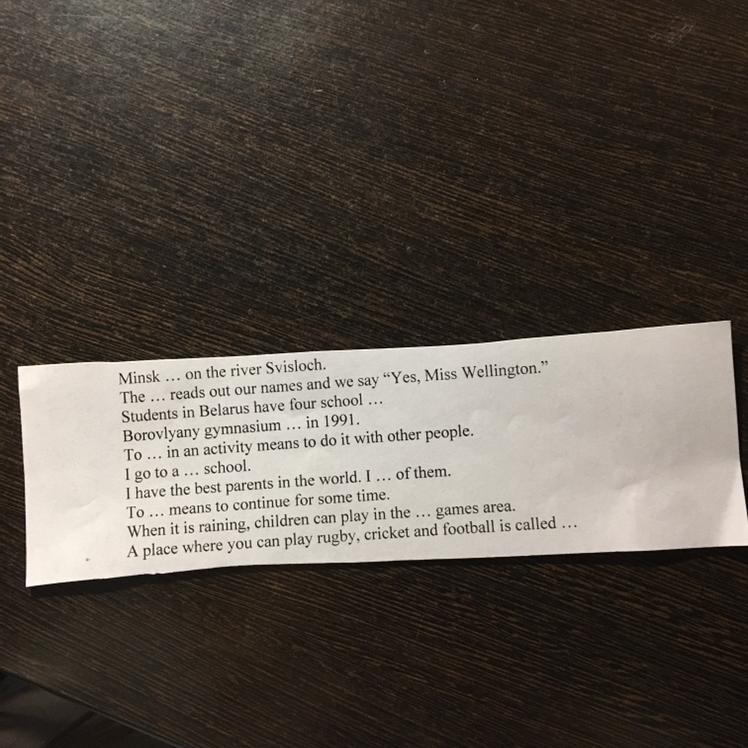 Minsk … on the river Svisloch.
The … reads out our names and we say “Yes, Miss Wellington.”
Students in Belarus have four school …
Borovlyany gymnasium … in 1991.
To … in an activity means to do it with other people.
I go to a … school.
I have the best parents in the world. I … of them.
To … means to continue for some time.
When it is raining, children can play in the … games area.
A place where you can play rugby, cricket and football is called …